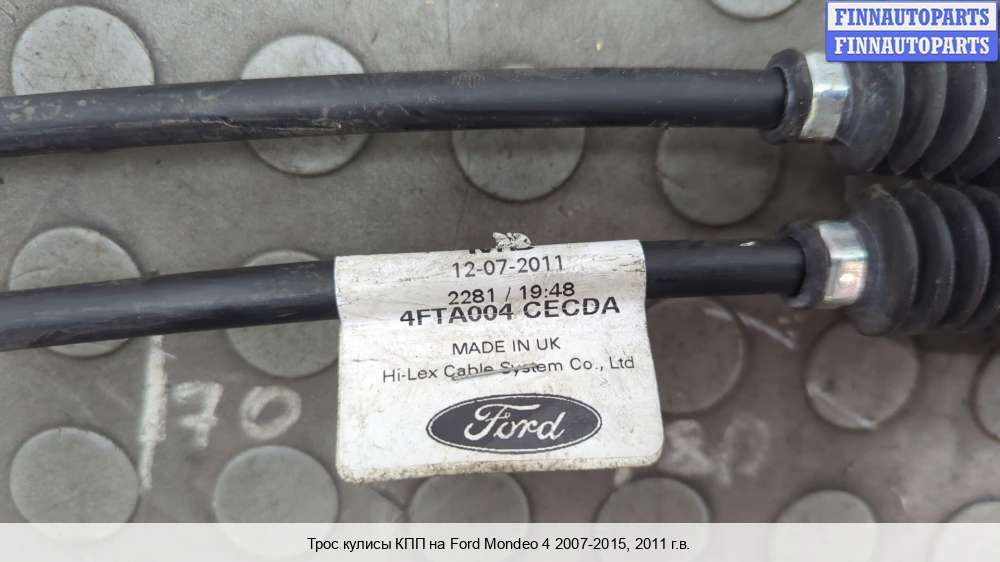 FINNAUTOPARTS
FINNAUTOPARTS
12-07-2011
2281 / 19:48
4FTA004 CECDA
MADE IN UK
Hi-Lex Cable System Co., Ltd
Ford
170
Трос кулисы КПП на Ford Mondeo 4 2007-2015, 2011 г.в.